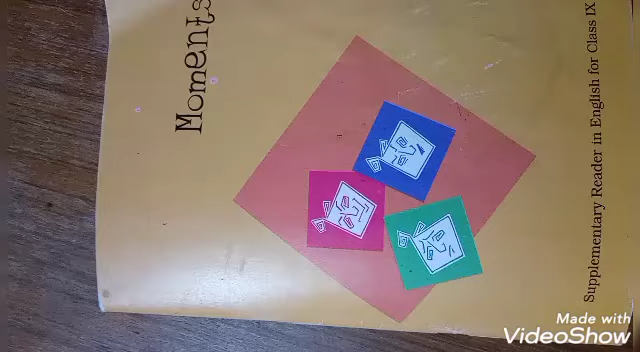 Moments
Supplementary Reader in English for Class IX
Made with
VideoShow